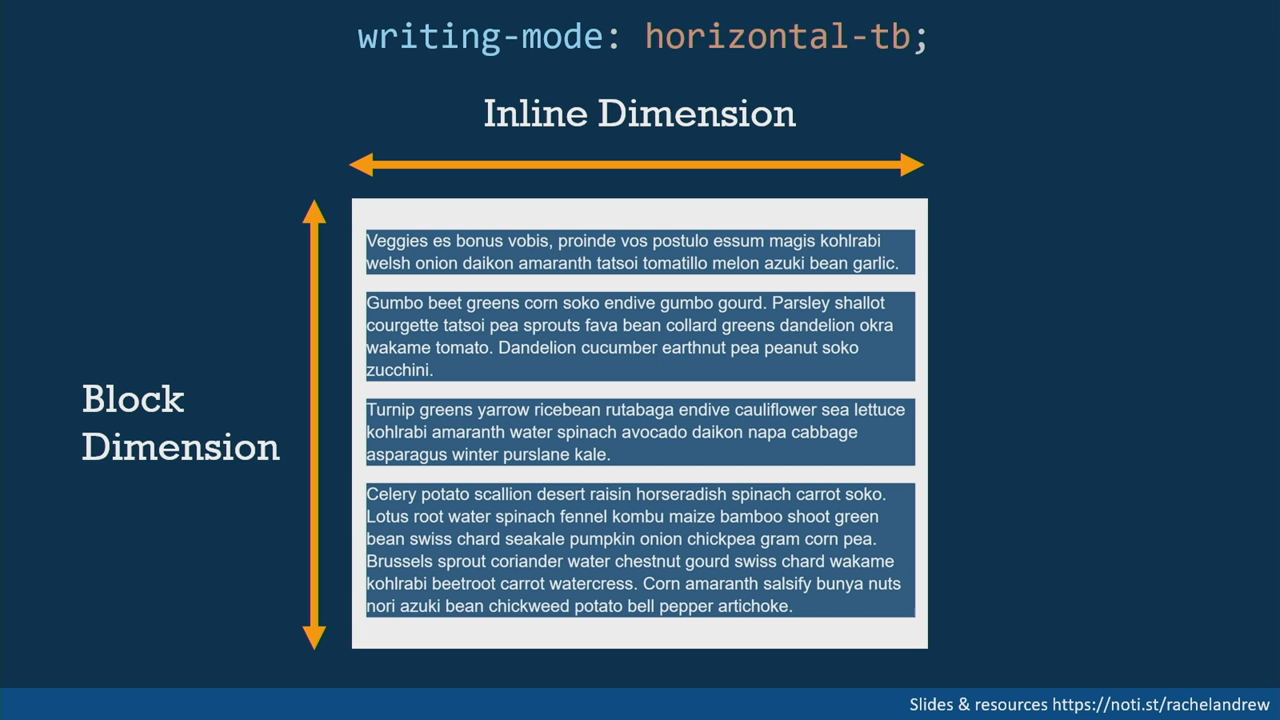 writing-mode: horizontal-tb;
Inline Dimension
Block
Dimension
Veggies es bonus vobis, proinde vos postulo essum magis kohlrabi
welsh onion daikon amaranth tatsoi tomatillo melon azuki bean garlic.
Gumbo beet greens corn soko endive gumbo gourd. Parsley shallot
courgette tatsoi pea sprouts fava bean collard greens dandelion okra
wakame tomato. Dandelion cucumber earthnut pea peanut soko
zucchini.
Turnip greens yarrow ricebean rutabaga endive cauliflower sea lettuce
kohlrabi amaranth water spinach avocado daikon napa cabbage
asparagus winter purslane kale.
Celery potato scallion desert raisin horseradish spinach carrot soko.
Lotus root water spinach fennel kombu maize bamboo shoot green
bean swiss chard seakale pumpkin onion chickpea gram corn pea.
Brussels sprout coriander water chestnut gourd swiss chard wakame
kohlrabi beetroot carrot watercress. Corn amaranth salsify bunya nuts
nori azuki bean chickweed potato bell pepper artichoke.
Slides & resources https://noti.st/rachelandrew